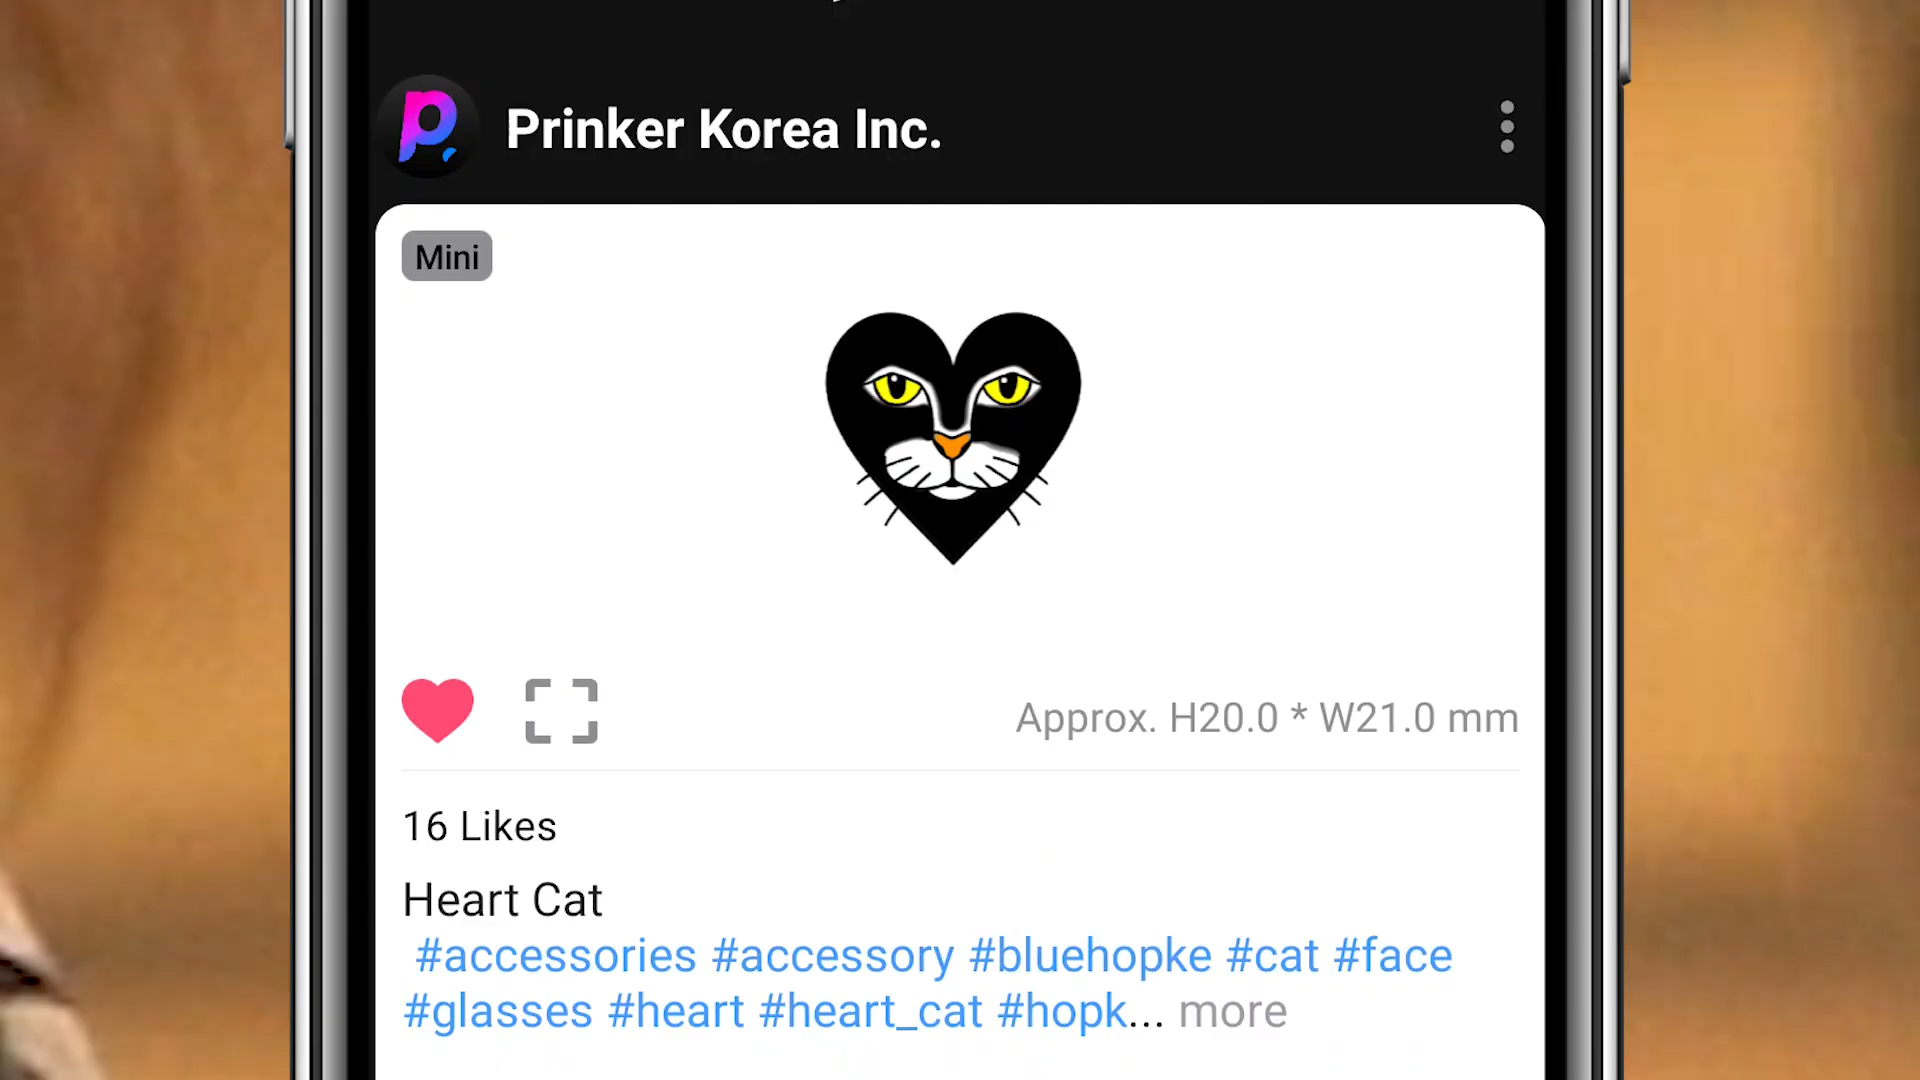 Prinker Korea Inc.
Mini
Approx. H20.0 * W21.0 mm
16 Likes
Heart Cat
#accessories #accessory #bluehopke #cat #face
#glasses #heart #heart_cat #hopk... more